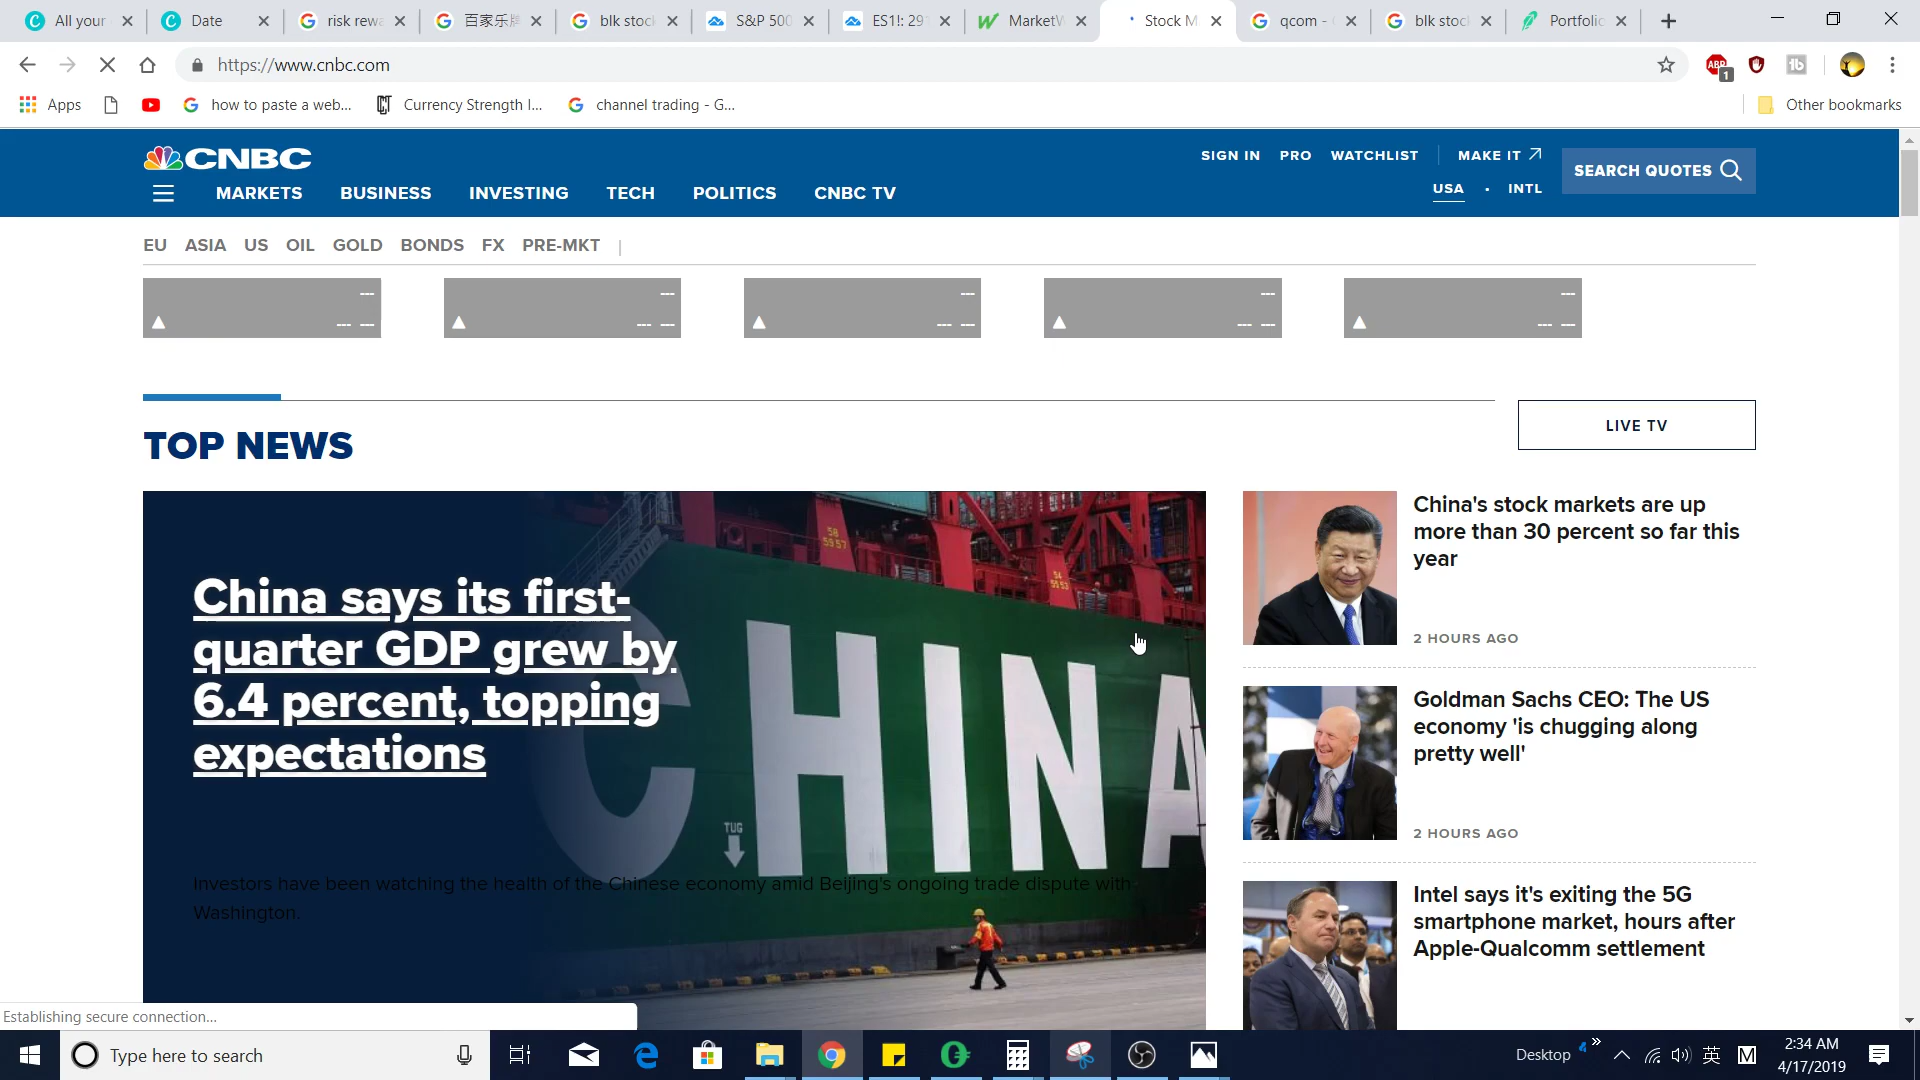 All your
Date
risk rewa
百家乐牌
blk stoc
S&P 500
ES1!: 29
MarketW
Stock M
qcom -
blk stoc
Portfolio
https://www.cnbc.com
ABP
1
Apps
how to paste a web...
Currency Strength I...
channel trading - G...
Other bookmarks
CNBC
SIGN IN PRO WATCHLIST MAKE IT
SEARCH QUOTES
USA • INTL
MARKETS BUSINESS INVESTING TECH POLITICS CNBC TV
EU ASIA US OIL GOLD BONDS FX PRE-MKT |
--- --- --- --- ---
▲ --- --- ▲ --- --- ▲ --- --- ▲ --- --- ▲ --- ---
TOP NEWS
LIVE TV
China says its first-
quarter GDP grew by
6.4 percent, topping
expectations
Investors have been watching the health of the Chinese economy amid Beijing's ongoing trade dispute with
Washington.
CHINA
TUG
58
5557
China's stock markets are up
more than 30 percent so far this
year
2 HOURS AGO
Goldman Sachs CEO: The US
economy 'is chugging along
pretty well'
2 HOURS AGO
Intel says it's exiting the 5G
smartphone market, hours after
Apple-Qualcomm settlement
Establishing secure connection...
Type here to search
Desktop
英
M
2:34 AM
4/17/2019